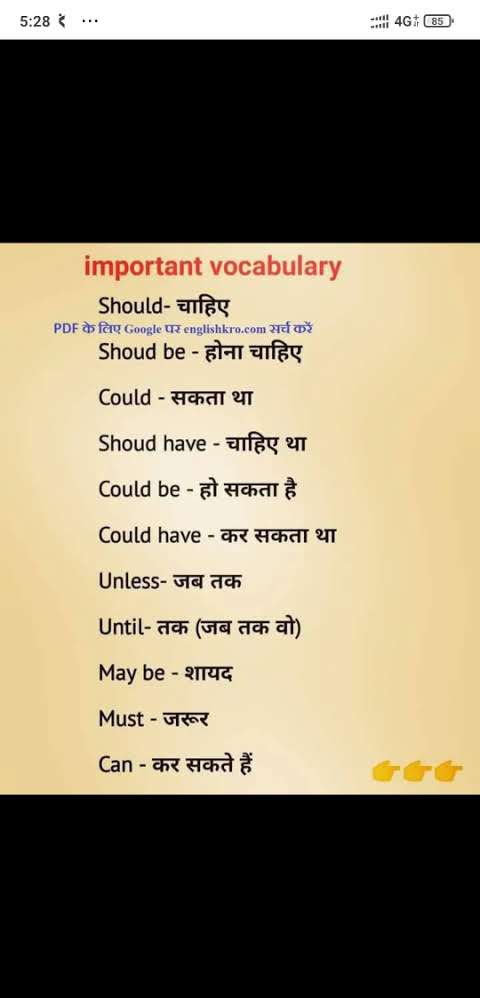 5:28 ...
4G 85
important vocabulary
Should- चाहिए
PDF के लिए Google पर englishkro.com सर्च करें
Shoud be - होना चाहिए
Could - सकता था
Shoud have - चाहिए था
Could be - हो सकता है
Could have - कर सकता था
Unless- जब तक
Until- तक (जब तक वो)
May be - शायद
Must - जरूर
Can - कर सकते हैं